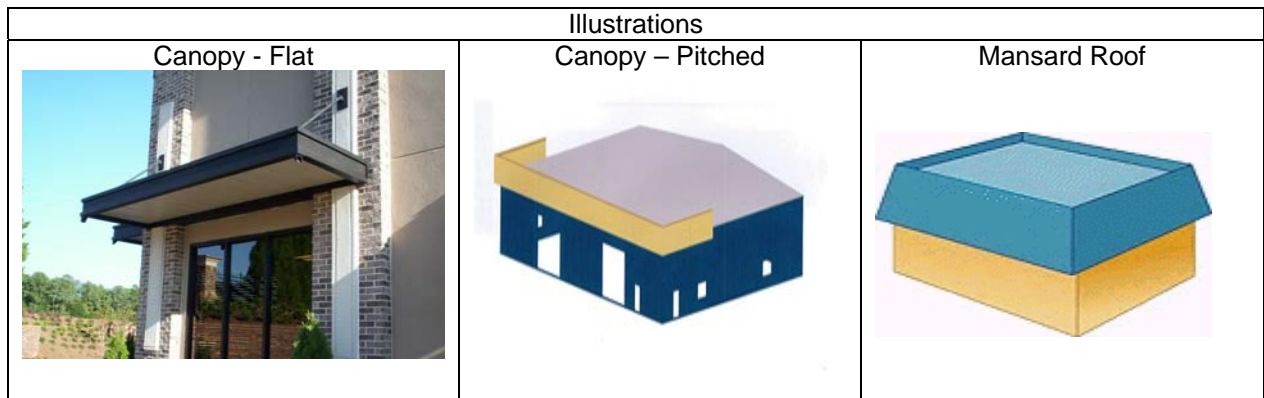 Illustrations
Canopy - Flat
Canopy – Pitched
Mansard Roof